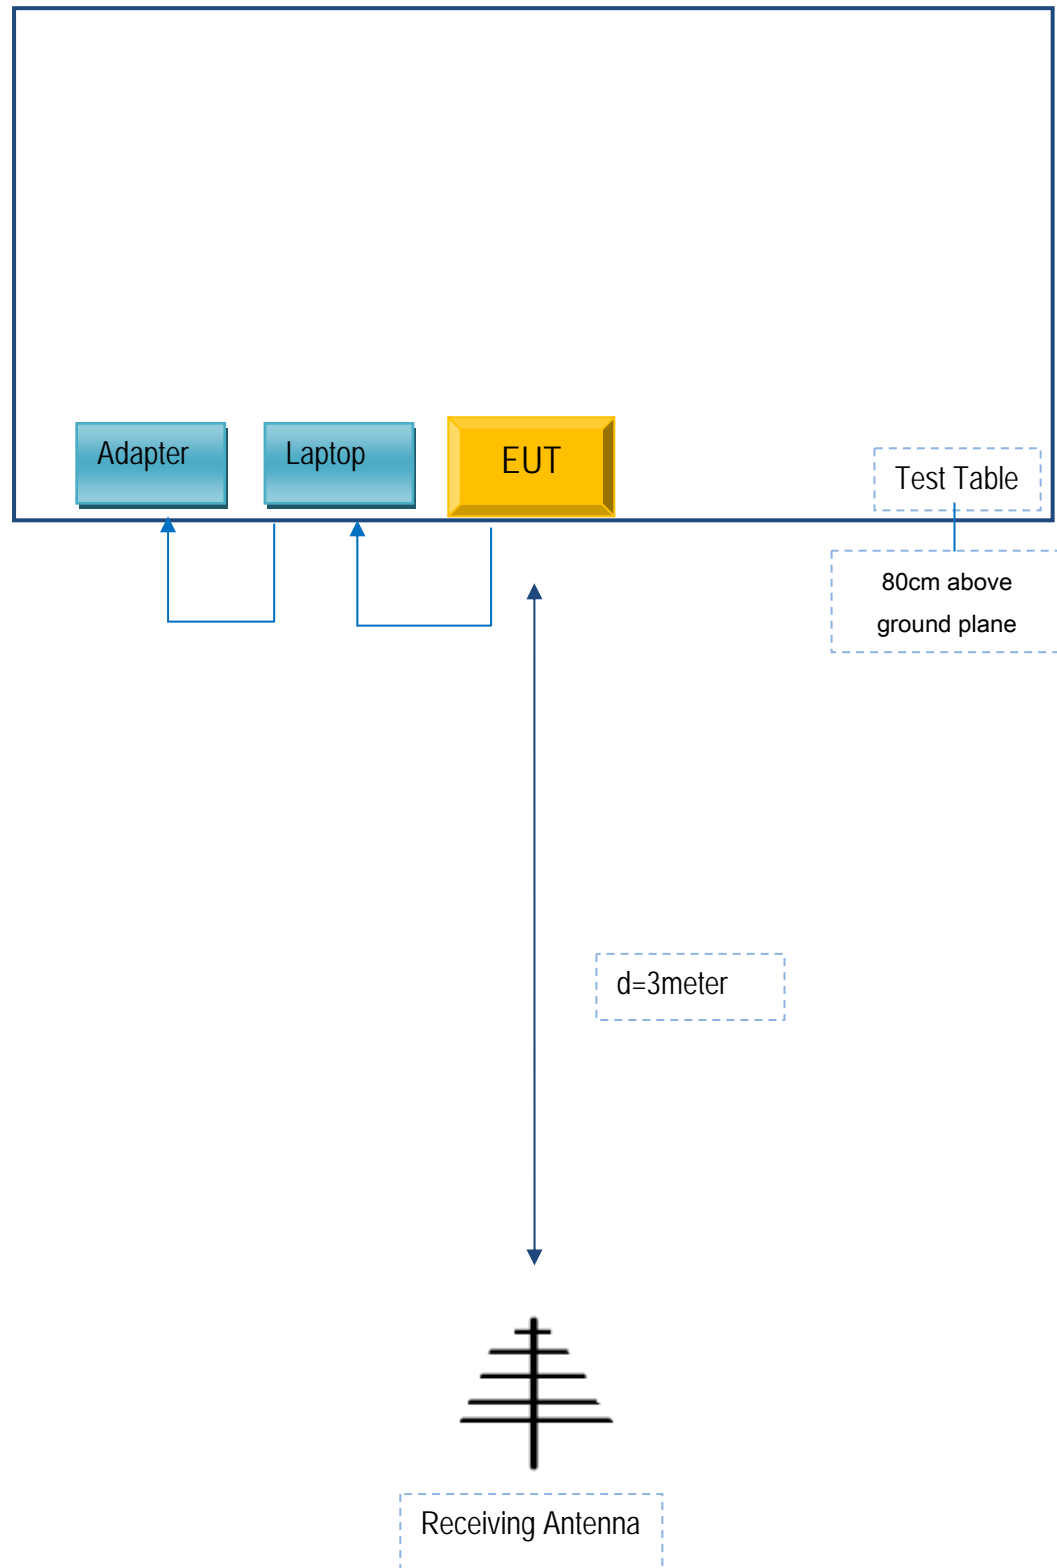 Adapter
Laptop
EUT
Test Table
80cm above
ground plane
d=3meter
Receiving Antenna